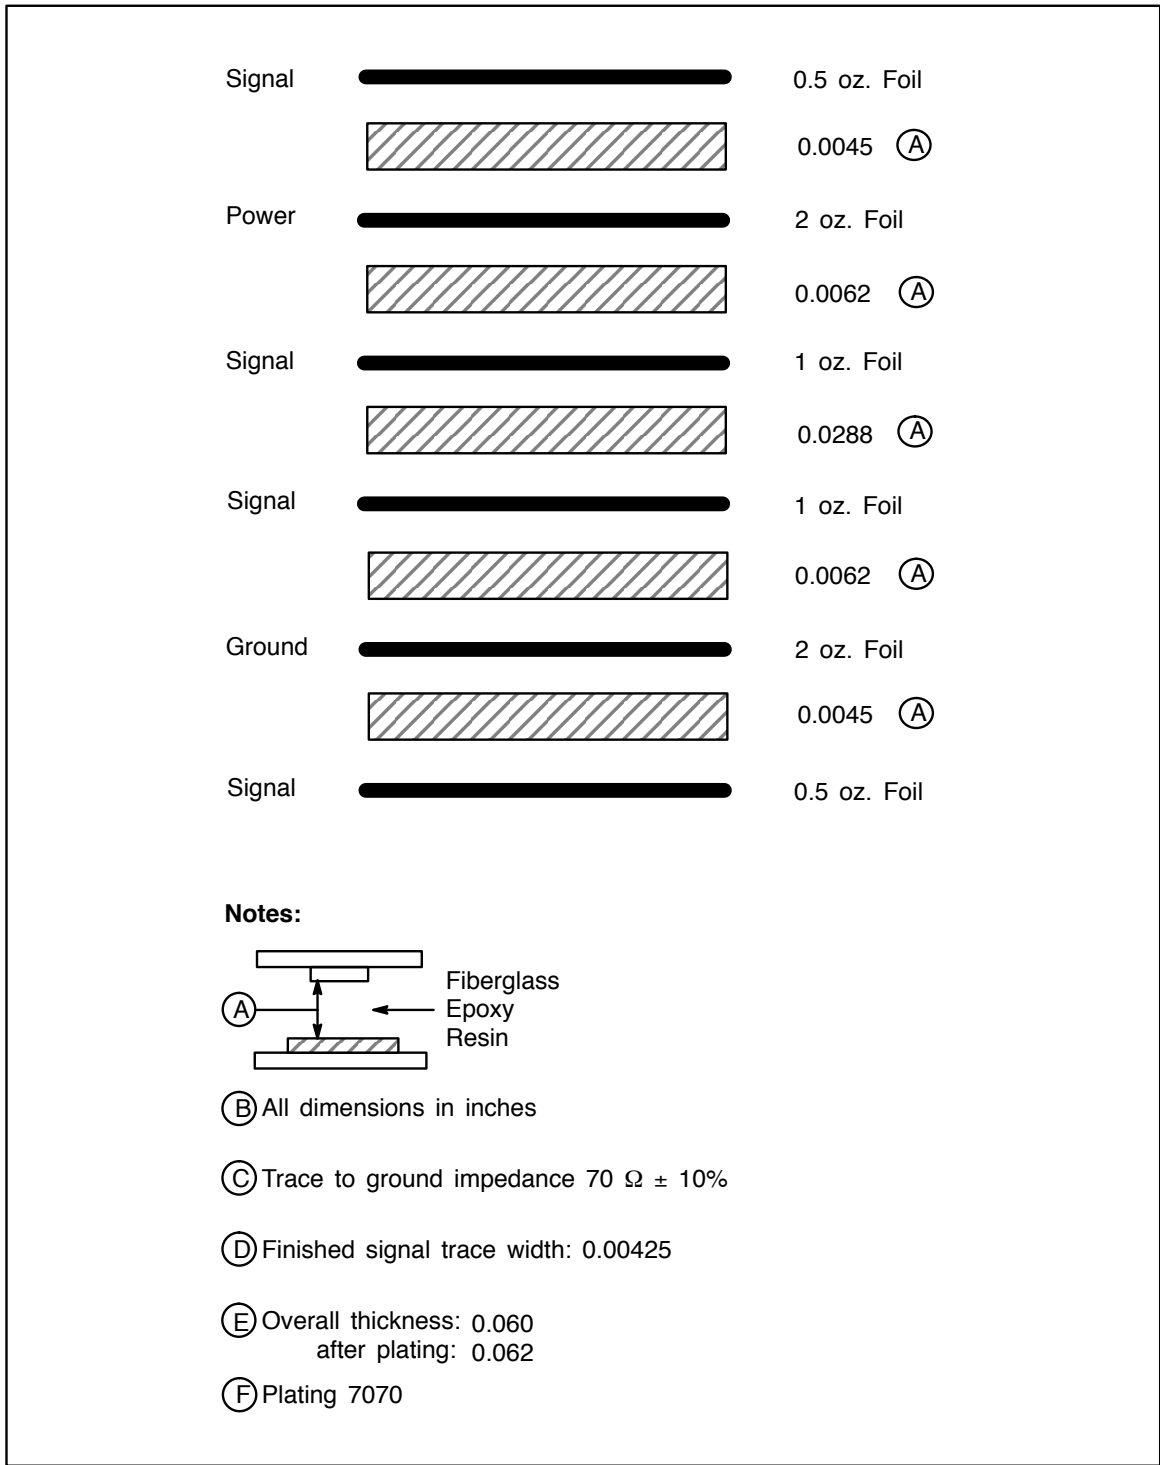 Signal 0.5 oz. Foil
0.0045 A
Power 2 oz. Foil
0.0062 A
Signal 1 oz. Foil
0.0288 A
Signal 1 oz. Foil
0.0062 A
Ground 2 oz. Foil
0.0045 A
Signal 0.5 oz. Foil
Notes:
A
Fiberglass
Epoxy
Resin
B All dimensions in inches
C Trace to ground impedance 70 Ω ± 10%
D Finished signal trace width: 0.00425
E Overall thickness: 0.060
after plating: 0.062
F Plating 7070